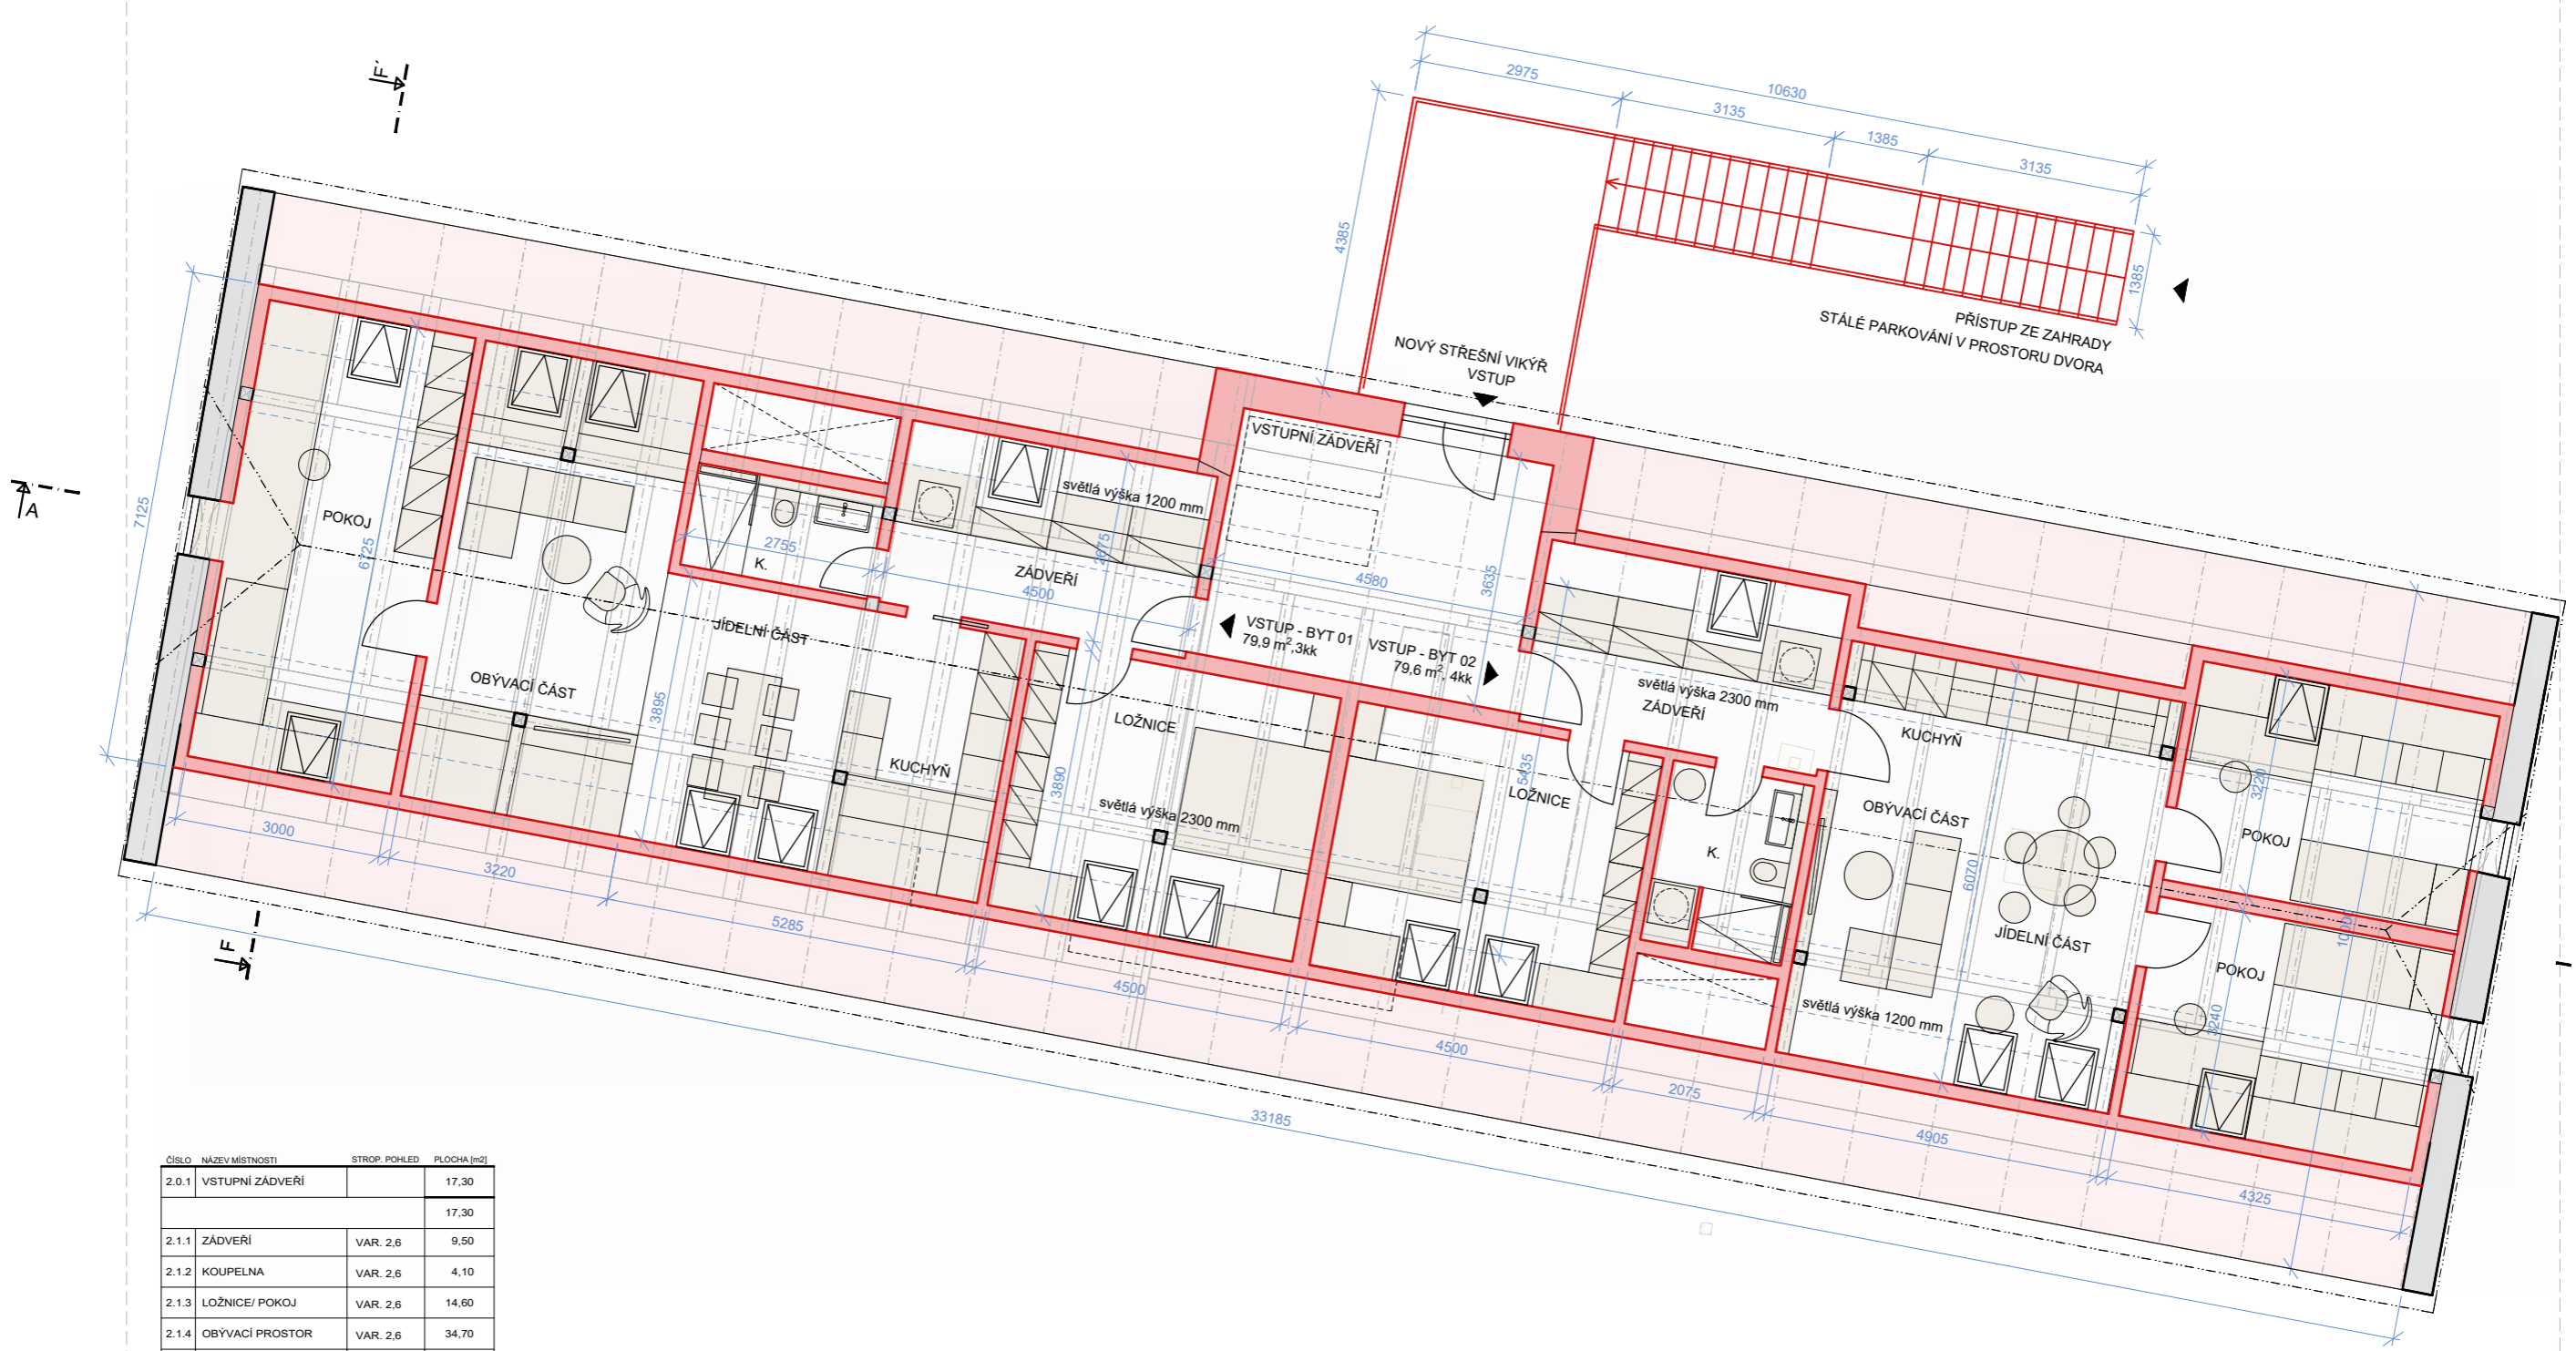 F'
2975
10630
3135
1385
3135
4385
1385
PŘÍSTUP ZE ZAHRADY
STÁLÉ PARKOVÁNÍ V PROSTORU DVORA
NOVÝ STŘEŠNÍ VIKÝŘ
VSTUP
A
7125
POKOJ
6725
VSTUPNÍ ZÁDVEŘÍ
světlá výška 1200 mm
2755
K.
2675
ZÁDVEŘÍ
4500
4580
3635
VSTUP - BYT 01
79,9 m²,3kk
VSTUP - BYT 02
79,6 m², 4kk
JÍDELNÍ ČÁST
OBÝVACÍ ČÁST
3895
KUCHYŇ
LOŽNICE
3890
světlá výška 2300 mm
LOŽNICE
5435
světlá výška 2300 mm
ZÁDVEŘÍ
KUCHYŇ
OBÝVACÍ ČÁST
K.
6070
JÍDELNÍ ČÁST
3220
POKOJ
POKOJ
3240
světlá výška 1200 mm
3000
3220
5285
4500
4500
2075
4905
4325
33185
F
ČÍSLO NÁZEV MÍSTNOSTI STROP. POHLED PLOCHA [m2]
2.0.1 VSTUPNÍ ZÁDVEŘÍ 17,30
17,30
2.1.1 ZÁDVEŘÍ VAR. 2,6 9,50
2.1.2 KOUPELNA VAR. 2,6 4,10
2.1.3 LOŽNICE/ POKOJ VAR. 2,6 14,60
2.1.4 OBÝVACÍ PROSTOR VAR. 2,6 34,70